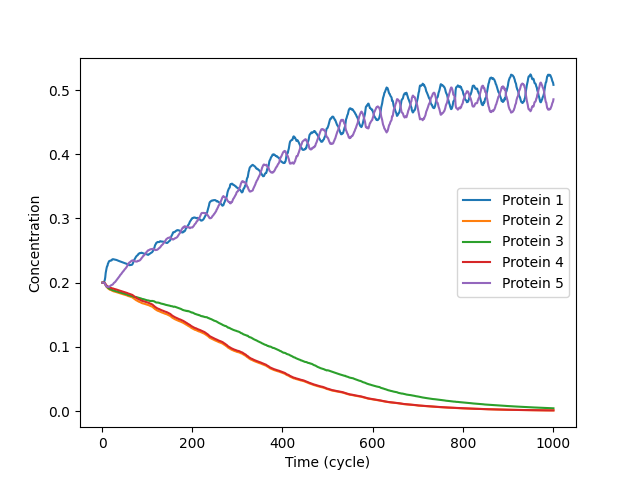 0.5
0.4
0.3
0.2
0.1
0.0
Concentration
Protein 1
Protein 2
Protein 3
Protein 4
Protein 5
0 200 400 600 800 1000
Time (cycle)